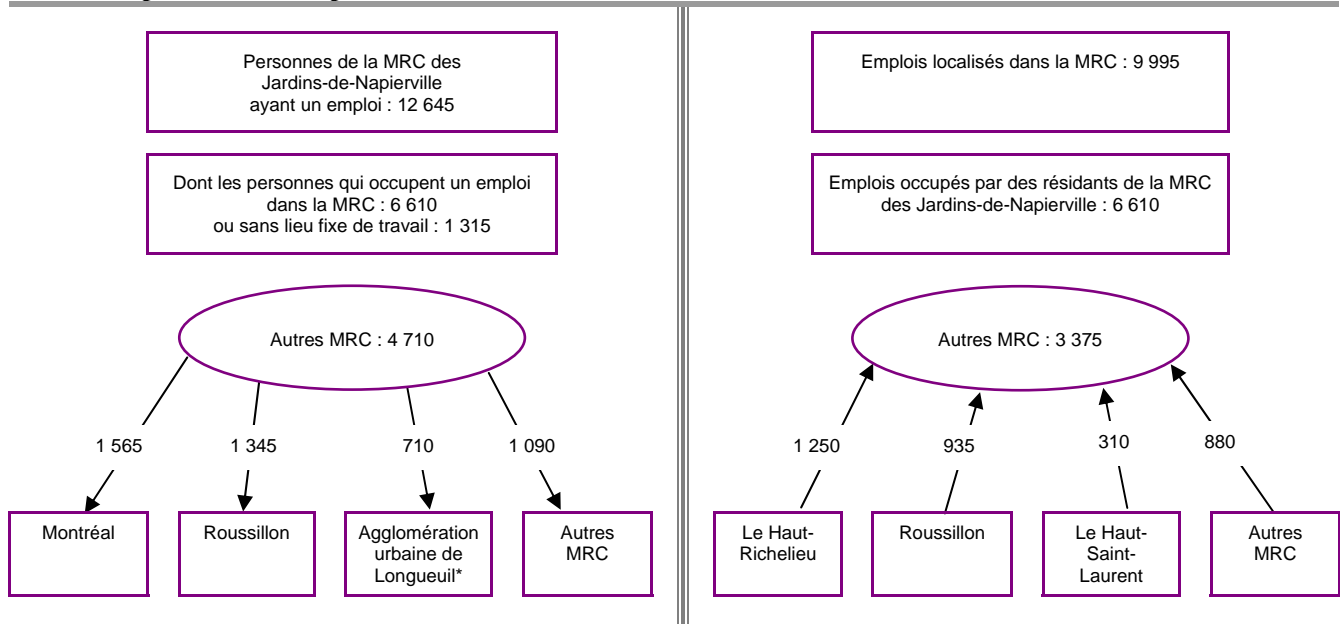 Personnes de la MRC des
Jardins-de-Napierville
ayant un emploi : 12 645
Dont les personnes qui occupent un emploi
dans la MRC : 6 610
ou sans lieu fixe de travail : 1 315
Autres MRC : 4 710
1 565
1 345
710
1 090
Montréal
Roussillon
Agglomération
urbaine de
Longueuil*
Autres
MRC
Emplois localisés dans la MRC : 9 995
Emplois occupés par des résidants de la MRC
des Jardins-de-Napierville : 6 610
Autres MRC : 3 375
1 250
935
310
880
Le Haut-
Richelieu
Roussillon
Le Haut-
Saint-
Laurent
Autres
MRC